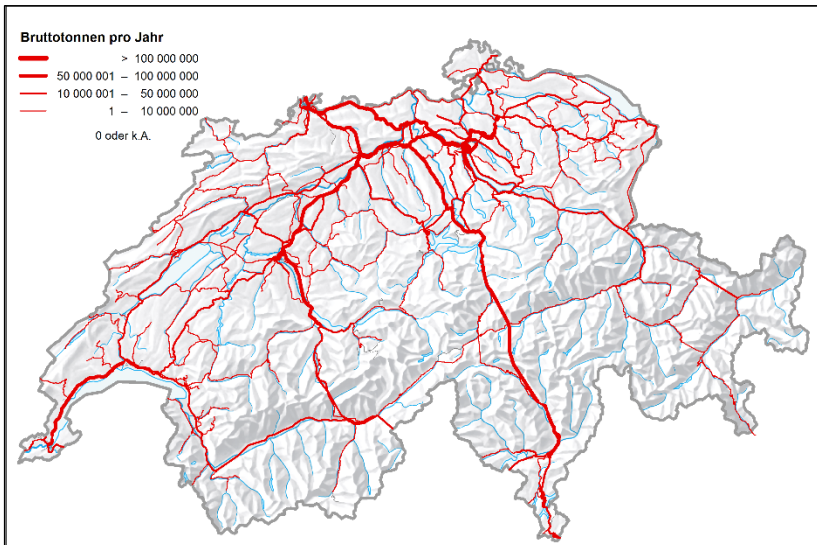 Bruttotonnen pro Jahr
> 100 000 000
50 000 001 – 100 000 000
10 000 001 – 50 000 000
1 – 10 000 000
0 oder k.A.